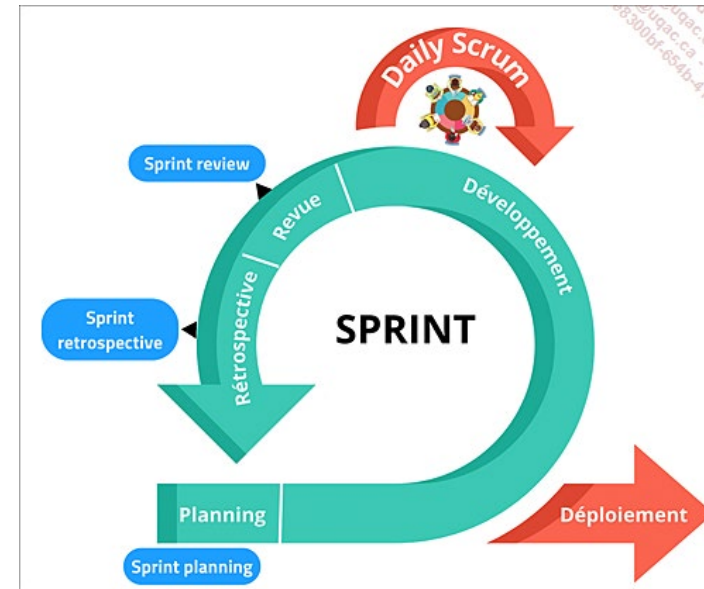 Daily Scrum
Sprint review
Revue
Développement
Sprint
retrospective
Rétrospective
SPRINT
Planning
Déploiement
Sprint planning